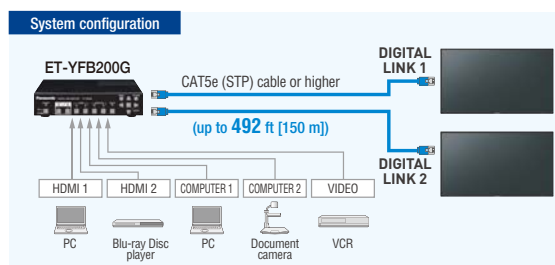 System configuration
ET-YFB200G
Panasonic
CAT5e (STP) cable or higher
(up to 492 ft [150 m])
DIGITAL
LINK 1
DIGITAL
LINK 2
HDMI 1
HDMI 2
COMPUTER 1
COMPUTER 2
VIDEO
PC
Blu-ray Disc
player
PC
Document
camera
VCR